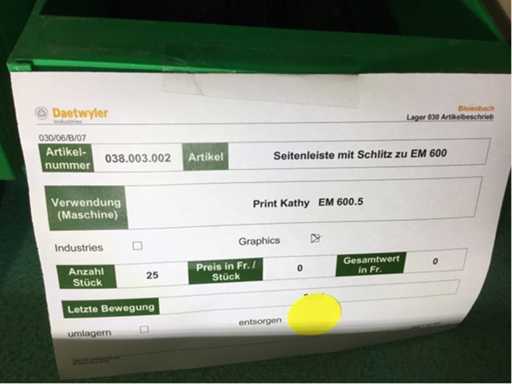 Daetwyler
Industries
Bleienbach
Lager 030 Artikelbeschrieb
030/06/B/07
Artikel-
nummer
038.003.002
Artikel
Seitenleiste mit Schlitz zu EM 600
Verwendung
(Maschine)
Print Kathy EM 600.5
Industries
Graphics
Anzahl
Stück
25
Preis in Fr. /
Stück
0
Gesamtwert
in Fr.
0
Letzte Bewegung
umlagern
entsorgen